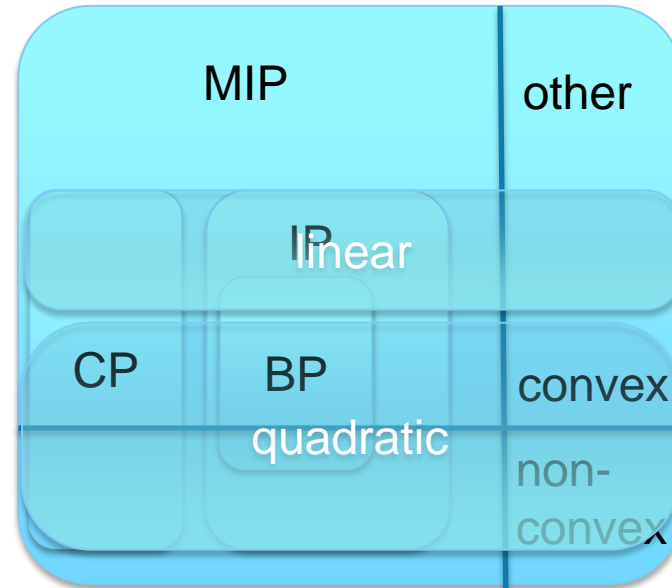 MIP
other
IP
linear
CP
BP
convex
quadratic
non-
convex